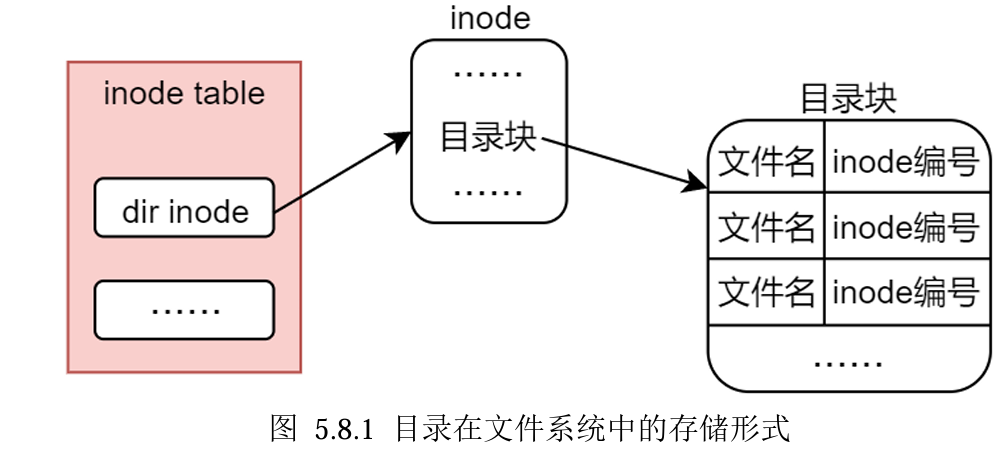 inode
inode table
……
目录块
……
dir inode
……
目录块
文件名 inode编号
文件名 inode编号
文件名 inode编号
……
图 5.8.1 目录在文件系统中的存储形式